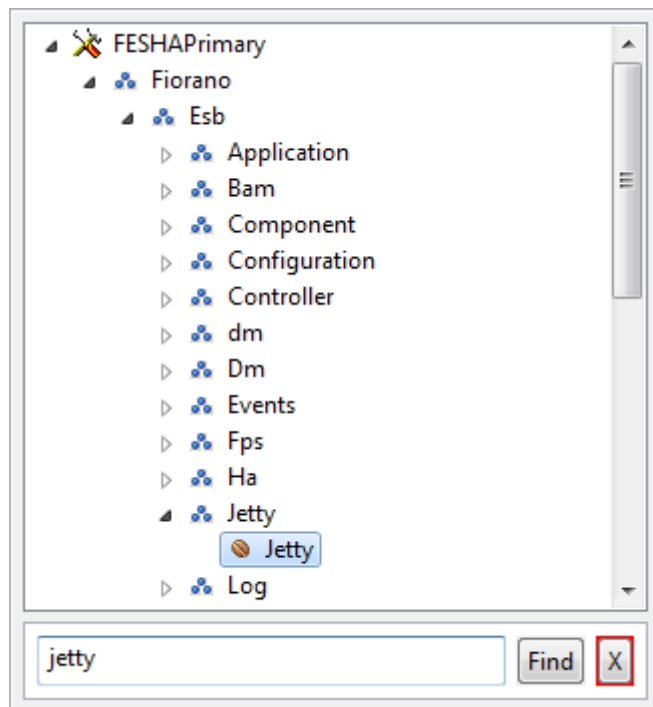 FESHAPrimary
Fiorano
Esb
Application
Bam
Component
Configuration
Controller
dm
Dm
Events
Fps
Ha
Jetty
Jetty
Log
jetty Find X